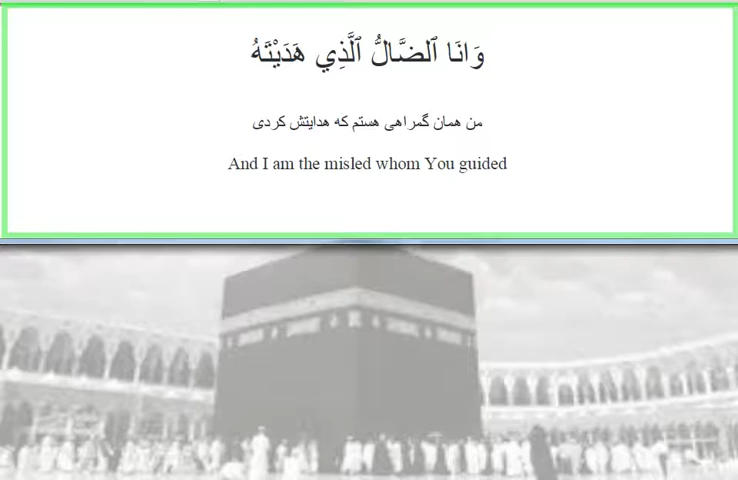 وَانَا ٱلضَّالُّ ٱلَّذِي هَدَيْتَهُ
من همان گمراهی هستم که هدایتش کردی
And I am the misled whom You guided